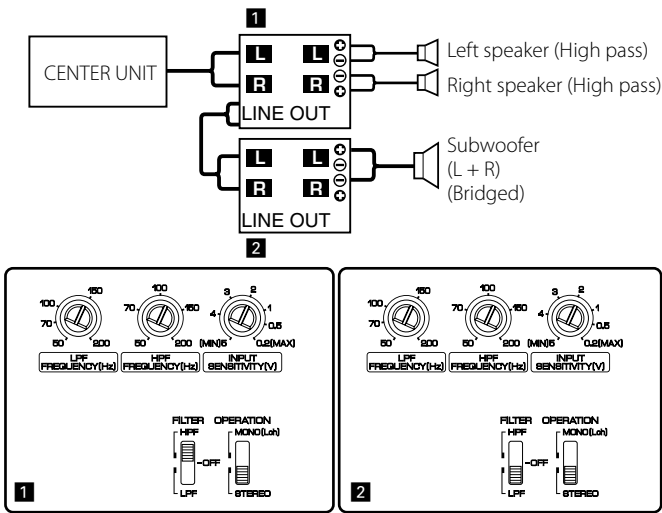 1
CENTER UNIT
L L
R R
LINE OUT
Left speaker (High pass)
Right speaker (High pass)
L L
R R
LINE OUT
2
Subwoofer
(L + R)
(Bridged)
50 70 100 150 200
LPF
FREQUENCY(Hz)
50 70 100 150 200
HPF
FREQUENCY(Hz)
(MIN)5 4 3 2 1 0.5 0.2(MAX)
INPUT
SENSITIVITY(V)
FILTER OPERATION
HPF MONO(Lch)
OFF
LPF STEREO
1
50 70 100 150 200
LPF
FREQUENCY(Hz)
50 70 100 150 200
HPF
FREQUENCY(Hz)
(MIN)5 4 3 2 1 0.5 0.2(MAX)
INPUT
SENSITIVITY(V)
FILTER OPERATION
HPF MONO(Lch)
OFF
LPF STEREO
2